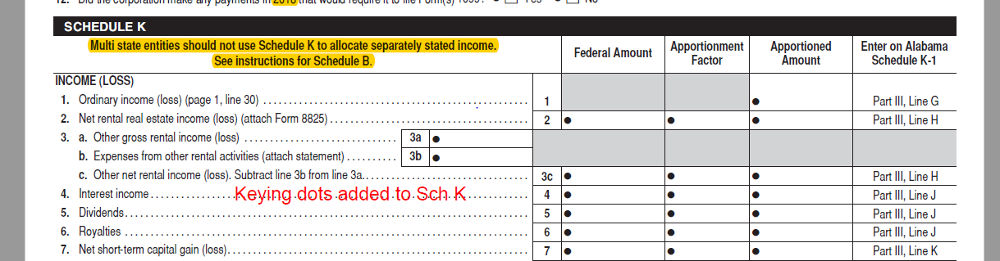 12. Did the corporation make any payments in 2018 that would require it to file Form(s) 1099? Yes No
SCHEDULE K
Multi state entities should not use Schedule K to allocate separately stated income.
See instructions for Schedule B.
Federal Amount
Apportionment
Factor
Apportioned
Amount
Enter on Alabama
Schedule K-1
INCOME (LOSS)
1. Ordinary income (loss) (page 1, line 30) 1 ● Part III, Line G
2. Net rental real estate income (loss) (attach Form 8825) 2 ● ● ● Part III, Line H
3. a. Other gross rental income (loss) 3a ●
b. Expenses from other rental activities (attach statement) 3b ●
c. Other net rental income (loss). Subtract line 3b from line 3a. 3c ● ● ● Part III, Line H
4. Interest income 4 ● ● ● Part III, Line J
Keying dots added to Sch K
5. Dividends 5 ● ● ● Part III, Line J
6. Royalties 6 ● ● ● Part III, Line J
7. Net short-term capital gain (loss) 7 ● ● ● Part III, Line K